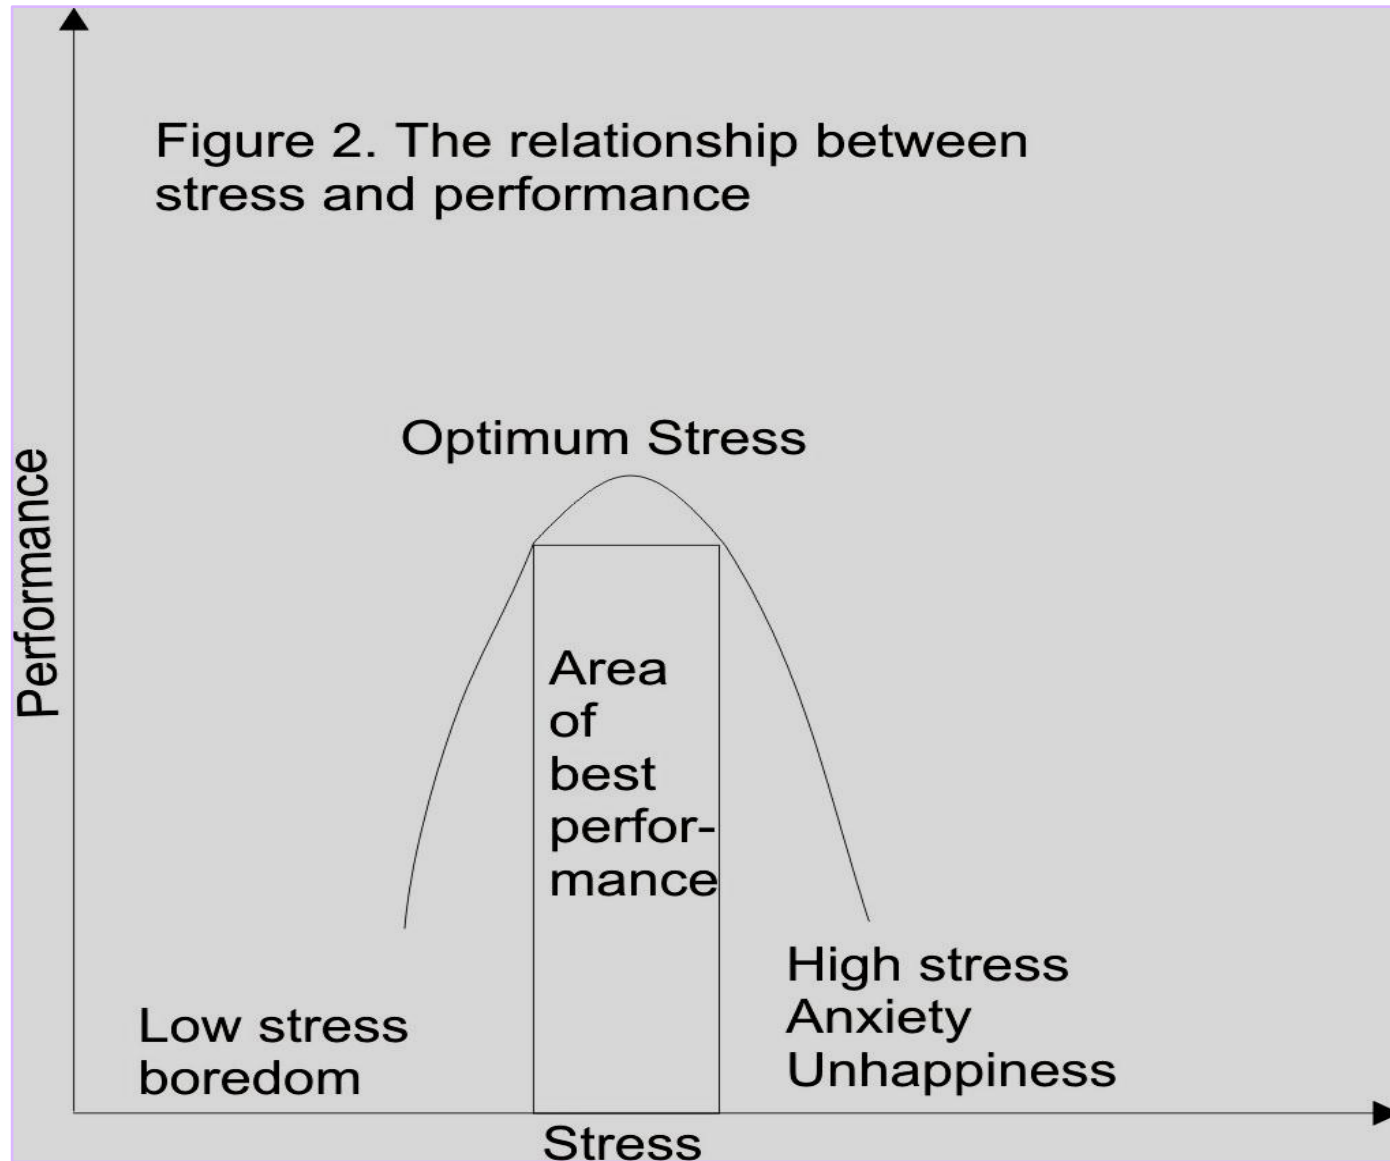 Figure 2. The relationship between
stress and performance
Optimum Stress
Performance
Area
of
best
perfor-
mance
Low stress
boredom
High stress
Anxiety
Unhappiness
Stress